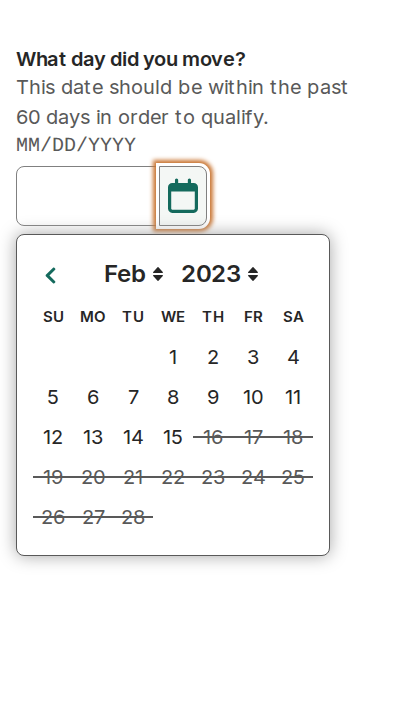 What day did you move?
This date should be within the past
60 days in order to qualify.
MM/DD/YYYY
Feb 2023
SU MO TU WE TH FR SA
1 2 3 4
5 6 7 8 9 10 11
12 13 14 15 16 17 18
19 20 21 22 23 24 25
26 27 28